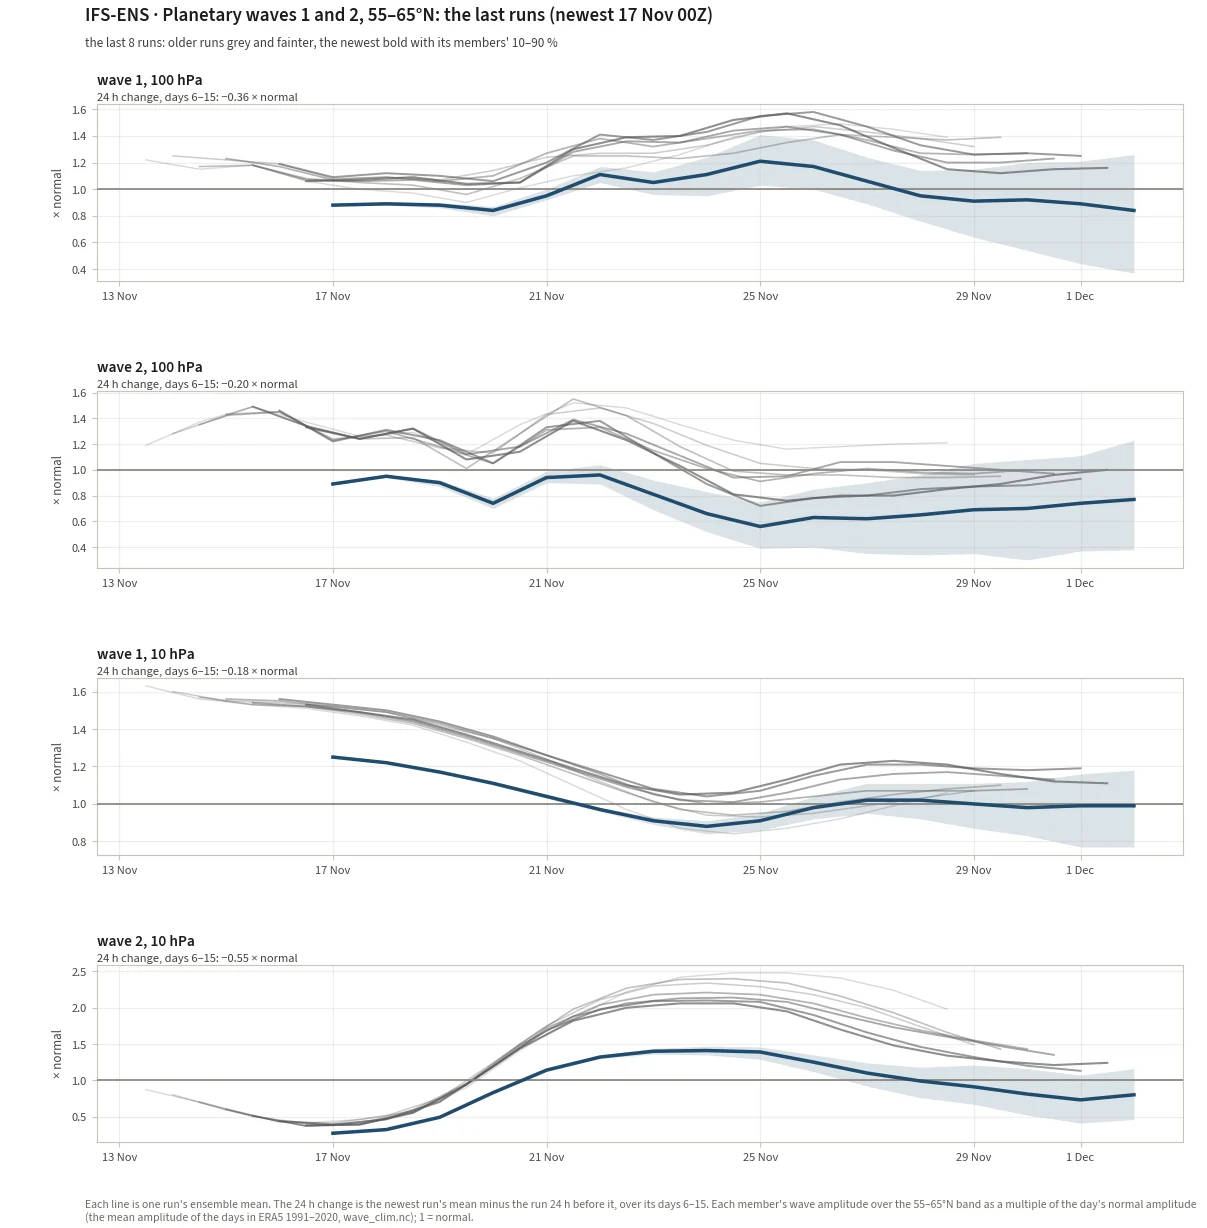 IFS-ENS · Planetary waves 1 and 2, 55–65°N: the last runs (newest 17 Nov 00Z)
the last 8 runs: older runs grey and fainter, the newest bold with its members' 10–90 %
wave 1, 100 hPa
24 h change, days 6–15: −0.36 × normal
× normal
1.6
1.4
1.2
1.0
0.8
0.6
0.4
13 Nov 17 Nov 21 Nov 25 Nov 29 Nov 1 Dec
wave 2, 100 hPa
24 h change, days 6–15: −0.20 × normal
× normal
1.6
1.4
1.2
1.0
0.8
0.6
0.4
13 Nov 17 Nov 21 Nov 25 Nov 29 Nov 1 Dec
wave 1, 10 hPa
24 h change, days 6–15: −0.18 × normal
× normal
1.6
1.4
1.2
1.0
0.8
13 Nov 17 Nov 21 Nov 25 Nov 29 Nov 1 Dec
wave 2, 10 hPa
24 h change, days 6–15: −0.55 × normal
× normal
2.5
2.0
1.5
1.0
0.5
13 Nov 17 Nov 21 Nov 25 Nov 29 Nov 1 Dec
Each line is one run's ensemble mean. The 24 h change is the newest run's mean minus the run 24 h before it, over its days 6–15. Each member's wave amplitude over the 55–65°N band as a multiple of the day's normal amplitude
(the mean amplitude of the days in ERA5 1991–2020, wave_clim.nc); 1 = normal.